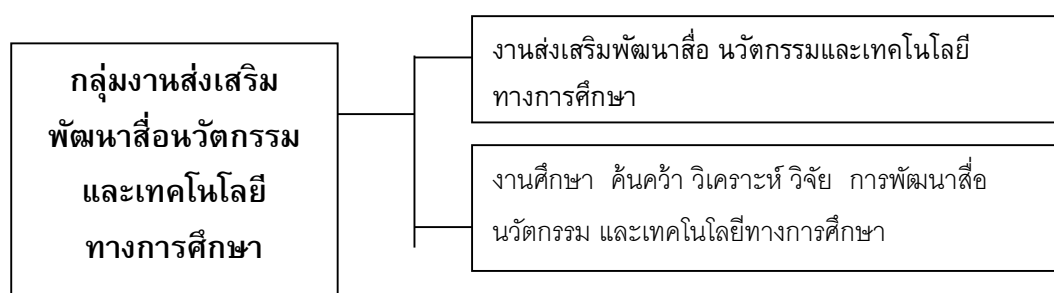 กลุ่มงานส่งเสริม
พัฒนาสื่อนวัตกรรม
และเทคโนโลยี
ทางการศึกษา
งานส่งเสริมพัฒนาสื่อ นวัตกรรมและเทคโนโลยี
ทางการศึกษา
งานศึกษา ค้นคว้า วิเคราะห์ วิจัย การพัฒนาสื่อ
นวัตกรรม และเทคโนโลยีทางการศึกษา